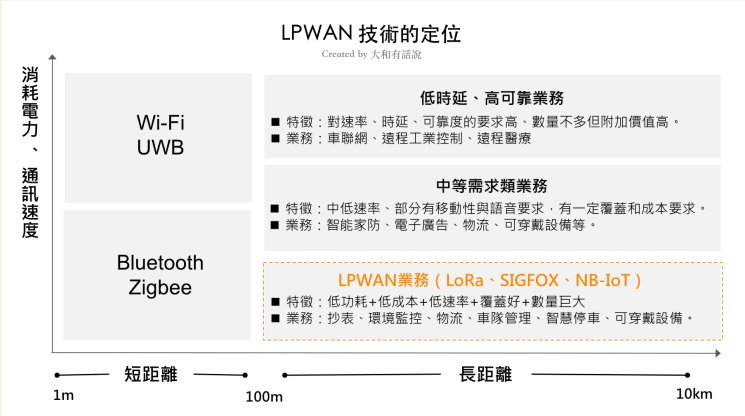 LPWAN 技術的定位
Created by 大和有話說
消耗電力、通訊速度
Wi-Fi
UWB
低時延、高可靠業務
■ 特徵：對速率、時延、可靠度的要求高、數量不多但附加價值高。
■ 業務：車聯網、遠程工業控制、遠程醫療
中等需求類業務
■ 特徵：中低速率、部分有移動性與語音要求，有一定覆蓋和成本要求。
■ 業務：智能家防、電子廣告、物流、可穿戴設備等。
Bluetooth
Zigbee
LPWAN業務（LoRa、SIGFOX、NB-IoT）
■ 特徵：低功耗+低成本+低速率+覆蓋好+數量巨大
■ 業務：抄表、環境監控、物流、車隊管理、智慧停車、可穿戴設備。
短距離
長距離
1m
100m
10km